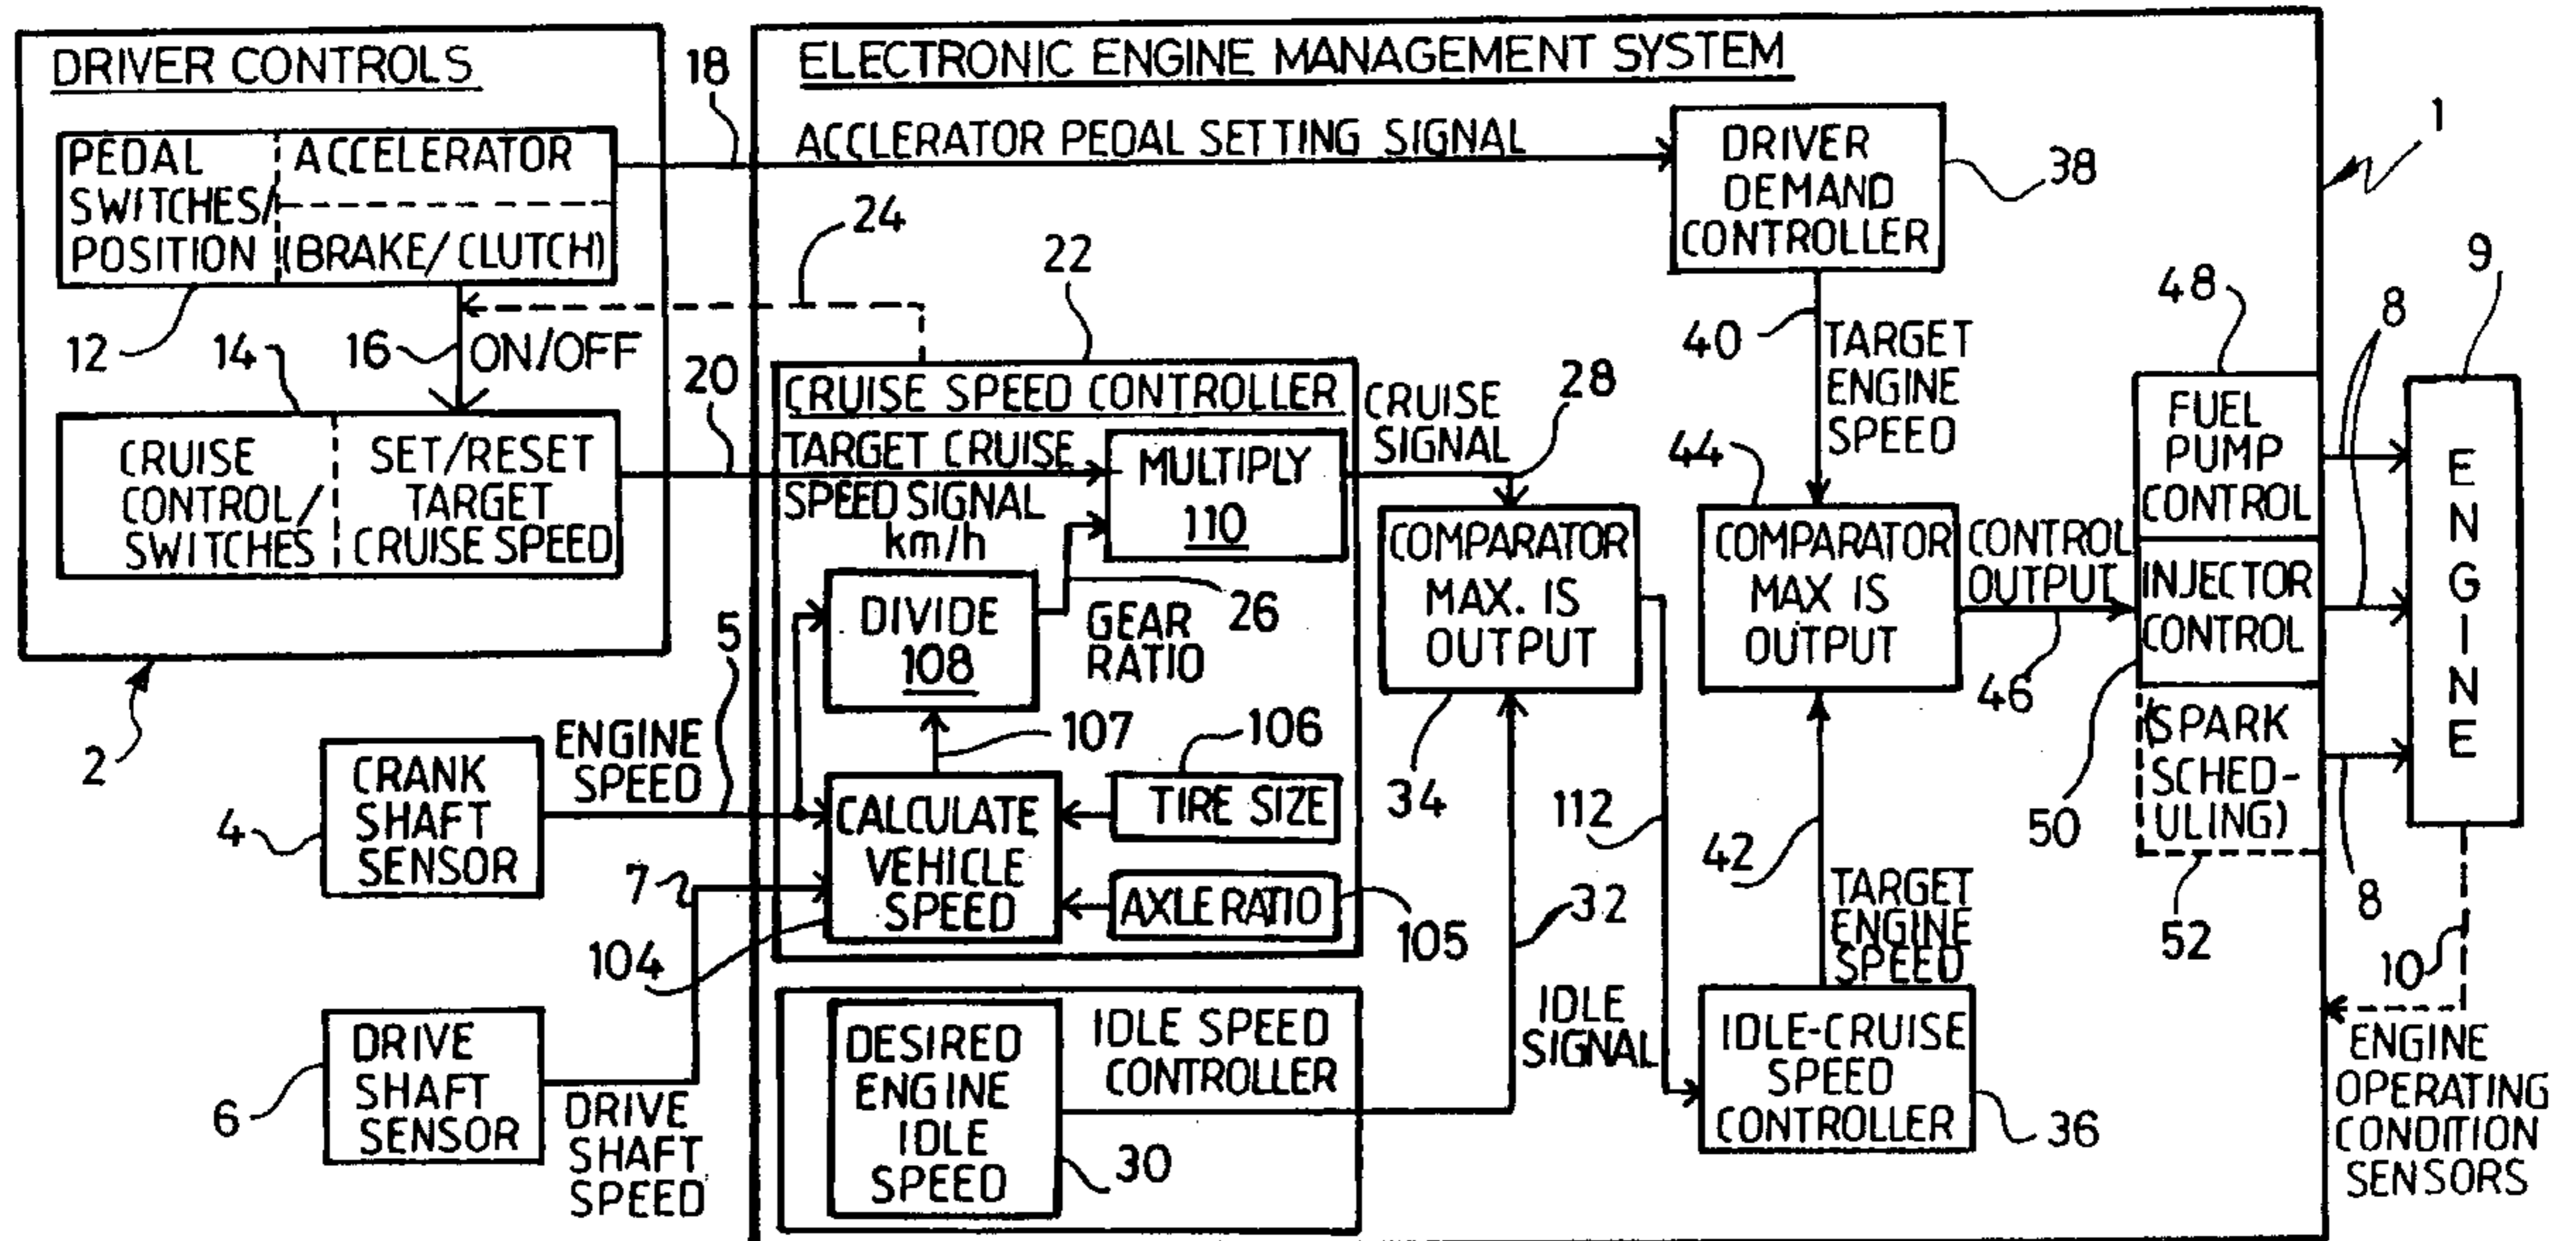 DRIVER CONTROLS
PEDAL
SWITCHES/
POSITION
ACCELERATOR
(BRAKE/CLUTCH)
12
14
16
ON/OFF
CRUISE
CONTROL/
SWITCHES
SET/RESET
TARGET
CRUISE SPEED
2
18
20
5
ENGINE
SPEED
CRANK
SHAFT
SENSOR
4
7
104
DRIVE
SHAFT
SENSOR
6
DRIVE
SHAFT
SPEED
ELECTRONIC ENGINE MANAGEMENT SYSTEM
ACCLERATOR PEDAL SETTING SIGNAL
24
22
CRUISE SPEED CONTROLLER
TARGET CRUISE
SPEED SIGNAL
km/h
MULTIPLY
110
DIVIDE
108
GEAR
RATIO
26
107
106
CALCULATE
VEHICLE
SPEED
TIRE SIZE
AXLE RATIO
105
DESIRED
ENGINE
IDLE
SPEED
IDLE SPEED
CONTROLLER
30
CRUISE
SIGNAL
28
COMPARATOR
MAX. IS
OUTPUT
34
32
IDLE
SIGNAL
112
DRIVER
DEMAND
CONTROLLER
38
40
TARGET
ENGINE
SPEED
44
COMPARATOR
MAX IS
OUTPUT
42
TARGET
ENGINE
SPEED
IDLE-CRUISE
SPEED
CONTROLLER
36
CONTROL
OUTPUT
46
48
FUEL
PUMP
CONTROL
INJECTOR
CONTROL
50
(SPARK
SCHED-
ULING)
52
1
8
8
9
ENGINE
10
ENGINE
OPERATING
CONDITION
SENSORS